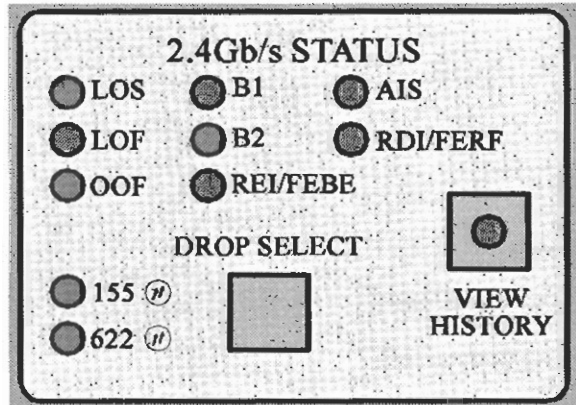 2.4Gb/s STATUS
LOS B1 AIS
LOF B2 RDI/FERF
OOF REI/FEBE
DROP SELECT
155
622
VIEW
HISTORY